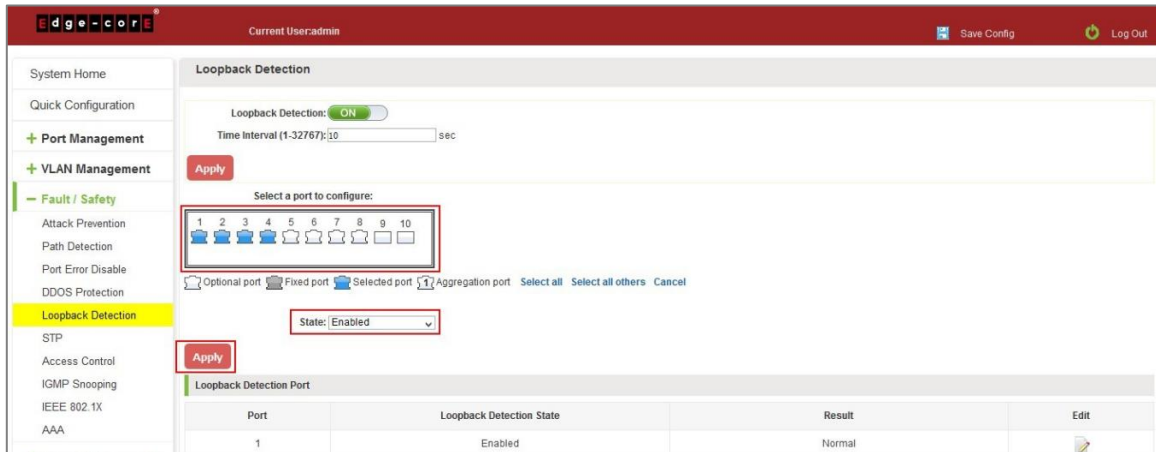 Edge-corE®
Current User:admin
Save Config
Log Out
System Home
Quick Configuration
+ Port Management
+ VLAN Management
− Fault / Safety
Attack Prevention
Path Detection
Port Error Disable
DDOS Protection
Loopback Detection
STP
Access Control
IGMP Snooping
IEEE 802.1X
AAA
Loopback Detection
Loopback Detection: ON
Time Interval (1-32767): 10 sec
Apply
Select a port to configure:
1 2 3 4 5 6 7 8 9 10
Optional port Fixed port Selected port 1 Aggregation port Select all Select all others Cancel
State: Enabled
Apply
Loopback Detection Port
Port Loopback Detection State Result Edit
1 Enabled Normal